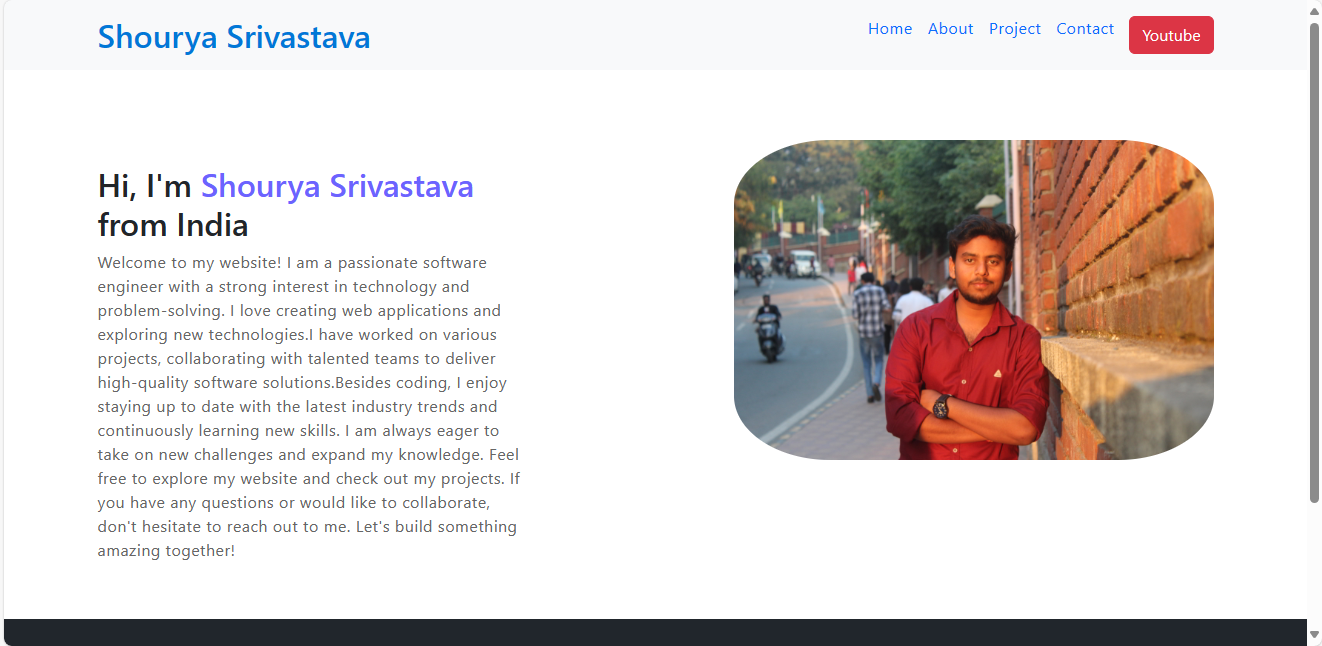 Shourya Srivastava
Home About Project Contact Youtube
Hi, I'm Shourya Srivastava
from India
Welcome to my website! I am a passionate software
engineer with a strong interest in technology and
problem-solving. I love creating web applications and
exploring new technologies.I have worked on various
projects, collaborating with talented teams to deliver
high-quality software solutions.Besides coding, I enjoy
staying up to date with the latest industry trends and
continuously learning new skills. I am always eager to
take on new challenges and expand my knowledge. Feel
free to explore my website and check out my projects. If
you have any questions or would like to collaborate,
don't hesitate to reach out to me. Let's build something
amazing together!